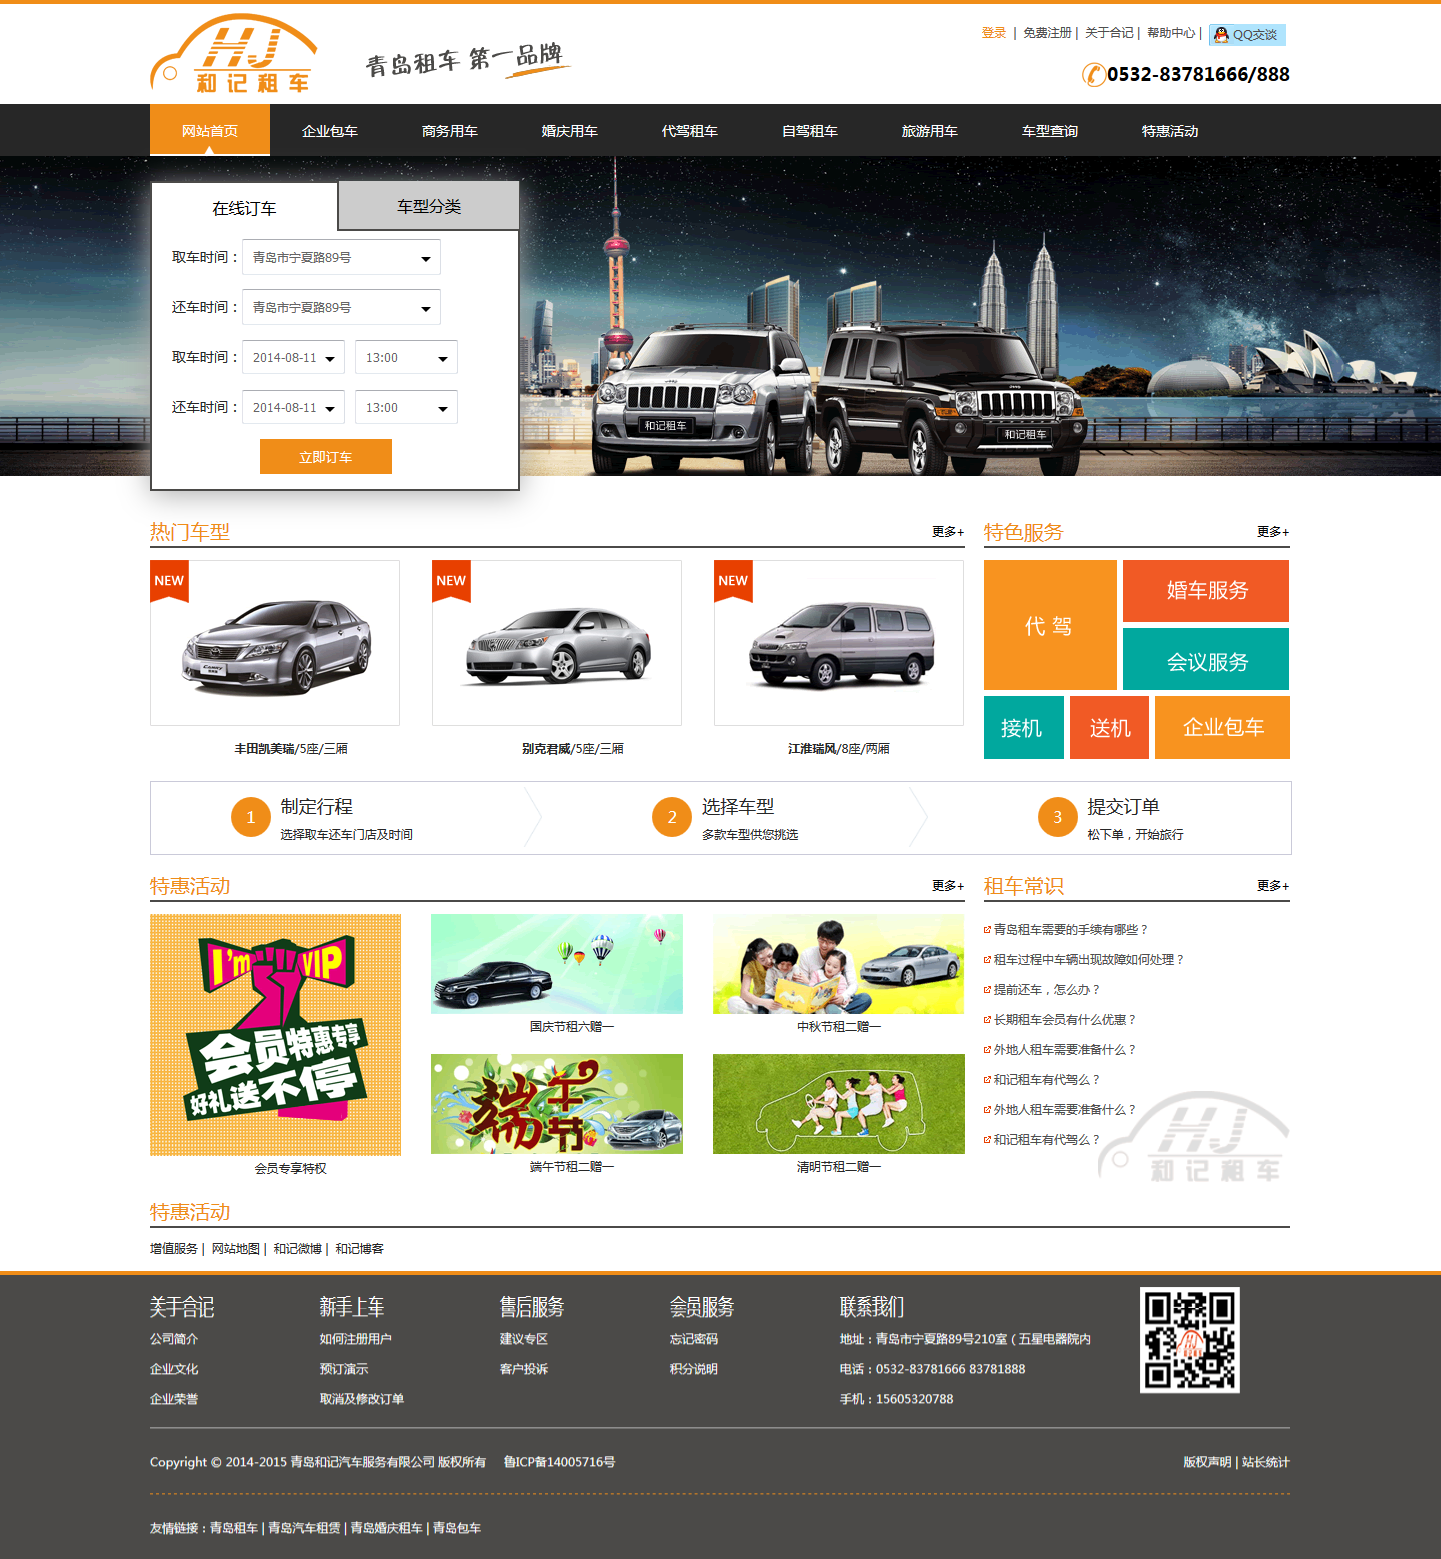 HJ
和记租车
青岛租车 第一品牌
登录 | 免费注册 | 关于合记 | 帮助中心 | QQ交谈
0532-83781666/888
网站首页 企业包车 商务用车 婚庆用车 代驾租车 自驾租车 旅游用车 车型查询 特惠活动
在线订车 车型分类
取车时间： 青岛市宁夏路89号
还车时间： 青岛市宁夏路89号
取车时间： 2014-08-11 13:00
还车时间： 2014-08-11 13:00
立即订车
和记租车 和记租车
热门车型 更多+
NEW NEW NEW
CAMRY
丰田凯美瑞/5座/三厢 别克君威/5座/三厢 江淮瑞风/8座/两厢
特色服务 更多+
代 驾
婚车服务
会议服务
接机 送机 企业包车
1 制定行程
选择取车还车门店及时间
2 选择车型
多款车型供您挑选
3 提交订单
松下单，开始旅行
特惠活动 更多+
I'm VIP
会员特惠专享
好礼送不停
会员专享特权
国庆节租六赠一 中秋节租二赠一
端午节
端午节租二赠一 清明节租二赠一
租车常识 更多+
青岛租车需要的手续有哪些？
租车过程中车辆出现故障如何处理？
提前还车，怎么办？
长期租车会员有什么优惠？
外地人租车需要准备什么？
和记租车有代驾么？
外地人租车需要准备什么？
和记租车有代驾么？
HJ
和记租车
特惠活动
增值服务 | 网站地图 | 和记微博 | 和记博客
关于合记 新手上车 售后服务 会员服务 联系我们
公司简介 如何注册用户 建议专区 忘记密码 地址：青岛市宁夏路89号210室（五星电器院内
企业文化 预订演示 客户投诉 积分说明 电话：0532-83781666 83781888
企业荣誉 取消及修改订单 手机：15605320788
Copyright © 2014-2015 青岛和记汽车服务有限公司 版权所有 鲁ICP备14005716号 版权声明 | 站长统计
友情链接：青岛租车 | 青岛汽车租赁 | 青岛婚庆租车 | 青岛包车